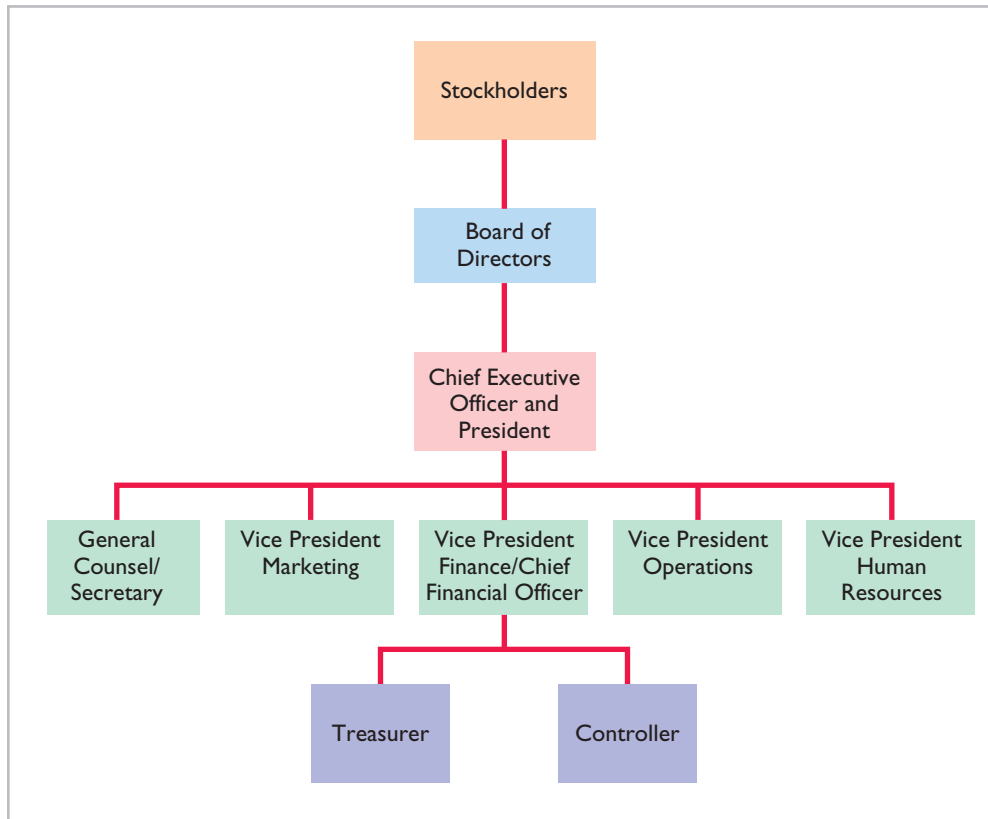 Stockholders
Board of
Directors
Chief Executive
Officer and
President
General
Counsel/
Secretary
Vice President
Marketing
Vice President
Finance/Chief
Financial Officer
Vice President
Operations
Vice President
Human
Resources
Treasurer
Controller